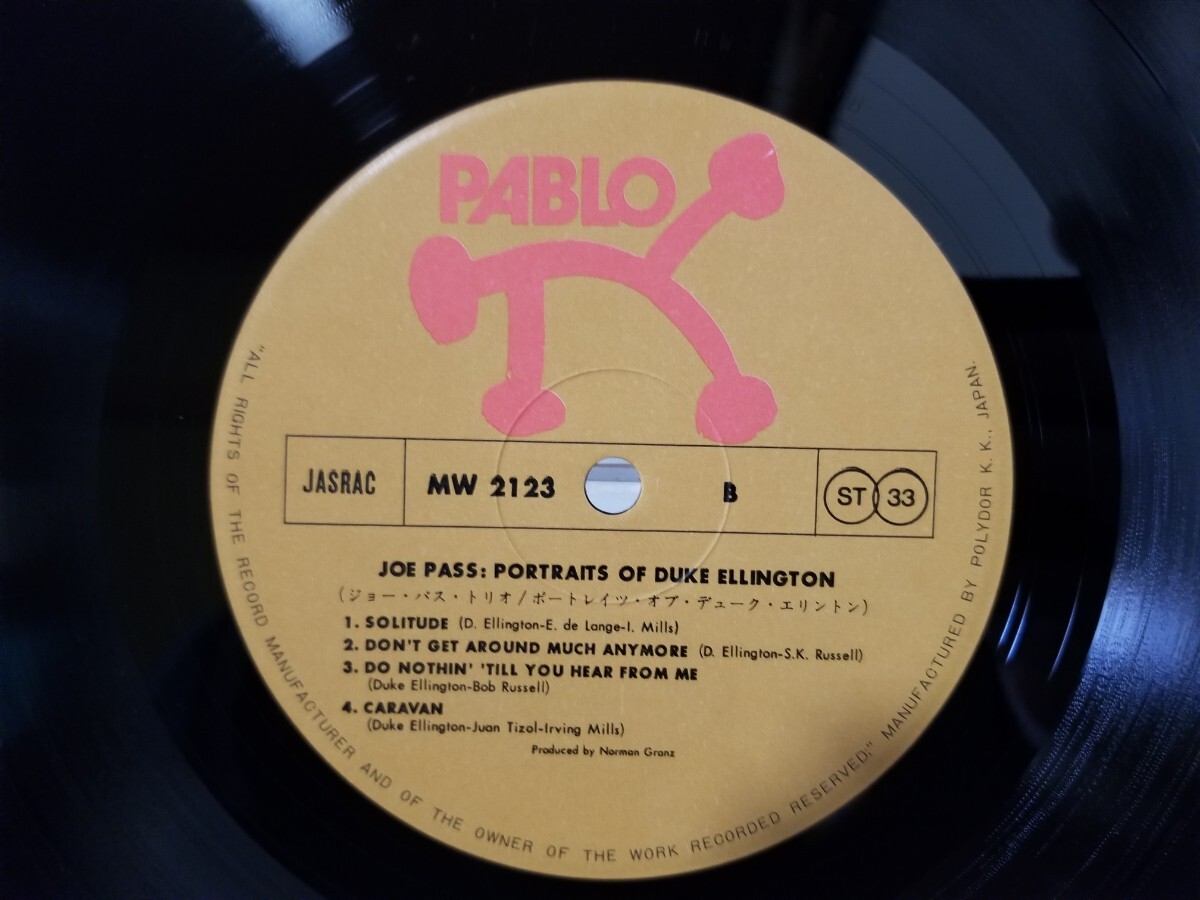 PABLO
JASRAC
MW 2123
B
ST 33
JOE PASS: PORTRAITS OF DUKE ELLINGTON
(ジョー・パス・トリオ/ポートレイツ・オブ・デューク・エリントン)
1. SOLITUDE (D. Ellington-E. de Lange-I. Mills)
2. DON'T GET AROUND MUCH ANYMORE (D. Ellington-S.K. Russell)
3. DO NOTHIN' 'TILL YOU HEAR FROM ME
(Duke Ellington-Bob Russell)
4. CARAVAN
(Duke Ellington-Juan Tizol-Irving Mills)
Produced by Norman Granz
"ALL RIGHTS OF THE RECORD MANUFACTURER AND OF THE OWNER OF THE WORK RECORDED RESERVED." MANUFACTURED BY POLYDOR K.K., JAPAN.